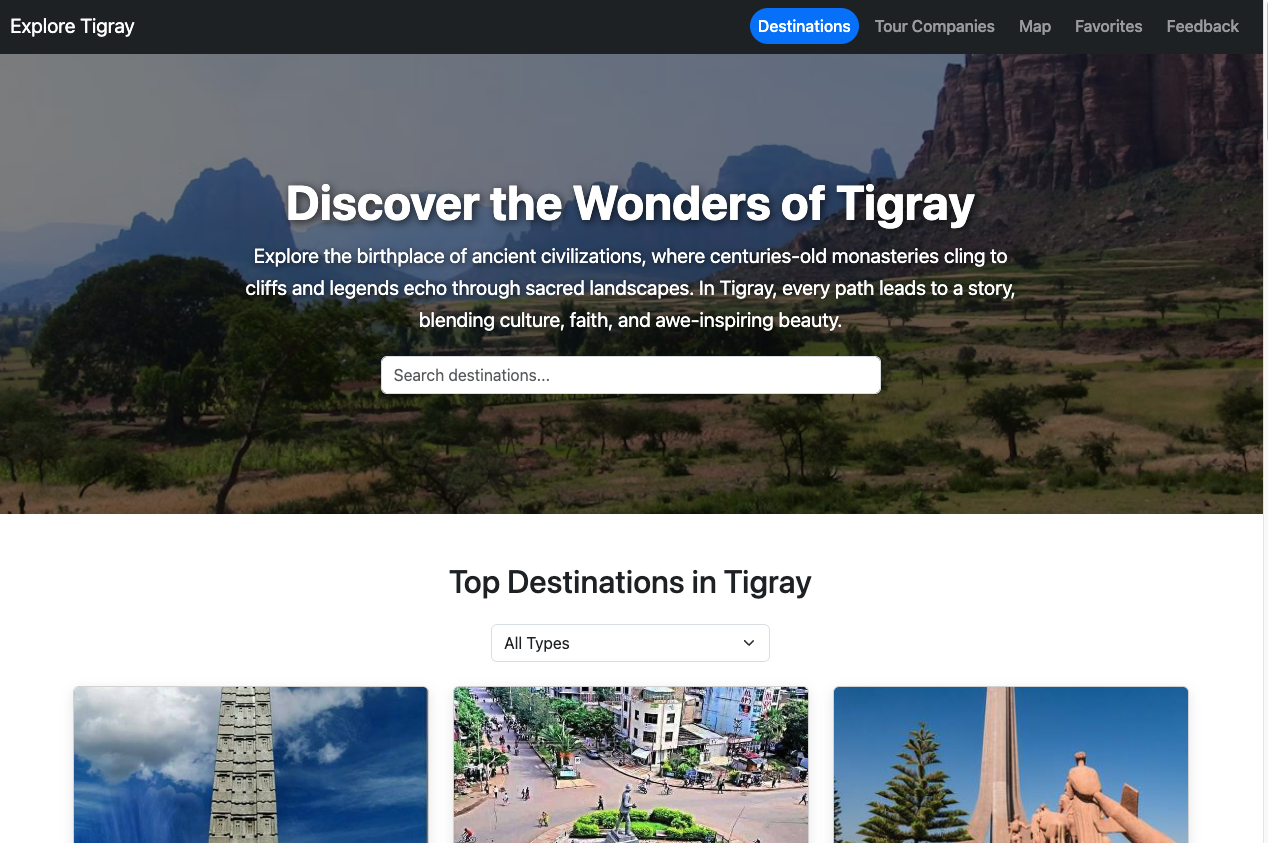 Explore Tigray
Destinations
Tour Companies
Map
Favorites
Feedback
Discover the Wonders of Tigray
Explore the birthplace of ancient civilizations, where centuries-old monasteries cling to
cliffs and legends echo through sacred landscapes. In Tigray, every path leads to a story,
blending culture, faith, and awe-inspiring beauty.
Search destinations...
Top Destinations in Tigray
All Types